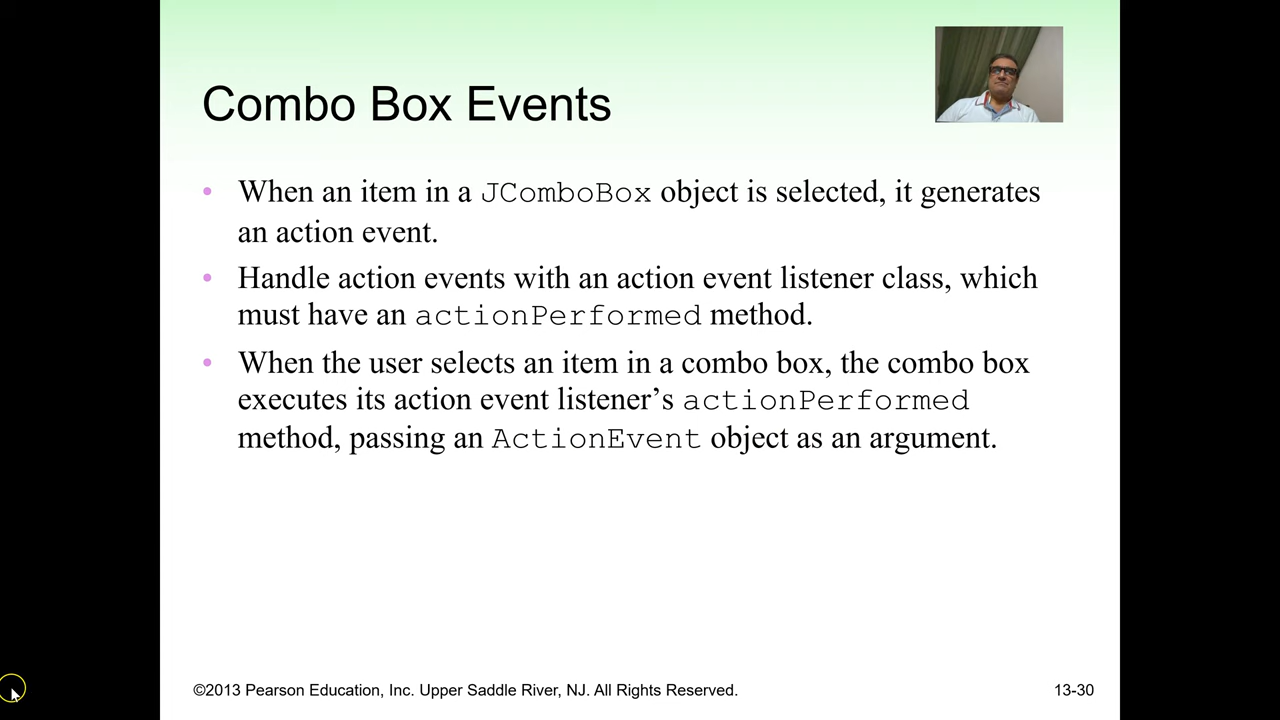 Combo Box Events
• When an item in a JComboBox object is selected, it generates
an action event.
• Handle action events with an action event listener class, which
must have an actionPerformed method.
• When the user selects an item in a combo box, the combo box
executes its action event listener’s actionPerformed
method, passing an ActionEvent object as an argument.
©2013 Pearson Education, Inc. Upper Saddle River, NJ. All Rights Reserved. 13-30